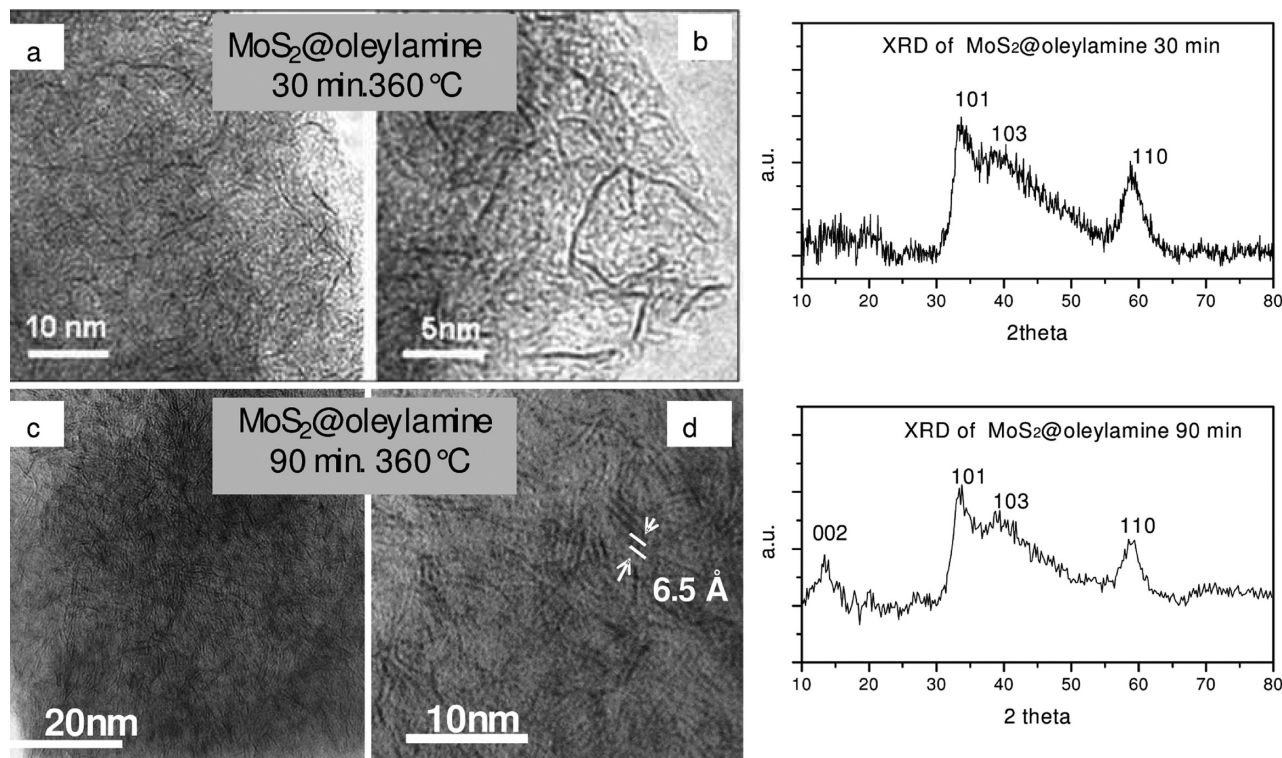 a
MoS₂@oleylamine
30 min.360 °C
b
10 nm
5nm
XRD of MoS₂@oleylamine 30 min
101
103
110
a.u.
10 20 30 40 50 60 70 80
2theta
c
MoS₂@oleylamine
90 min. 360 °C
d
6.5 Å
20nm
10nm
XRD of MoS₂@oleylamine 90 min
002
101
103
110
a.u.
10 20 30 40 50 60 70 80
2 theta